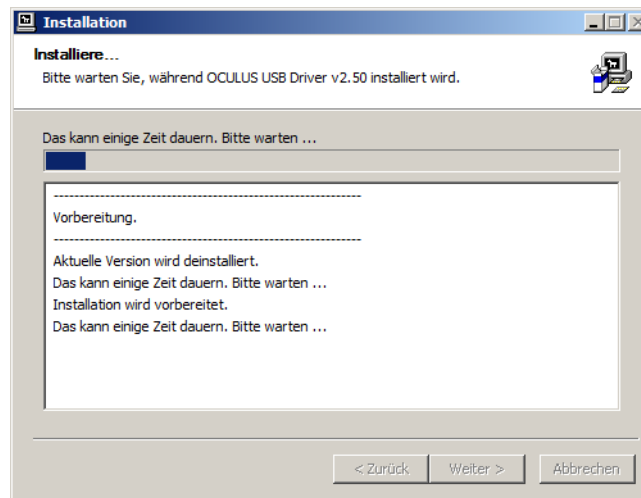 Installation
Installiere...
Bitte warten Sie, während OCULUS USB Driver v2.50 installiert wird.
Das kann einige Zeit dauern. Bitte warten ...
------------------------------------------------------------
Vorbereitung.
------------------------------------------------------------
Aktuelle Version wird deinstalliert.
Das kann einige Zeit dauern. Bitte warten ...
Installation wird vorbereitet.
Das kann einige Zeit dauern. Bitte warten ...
< Zurück Weiter > Abbrechen